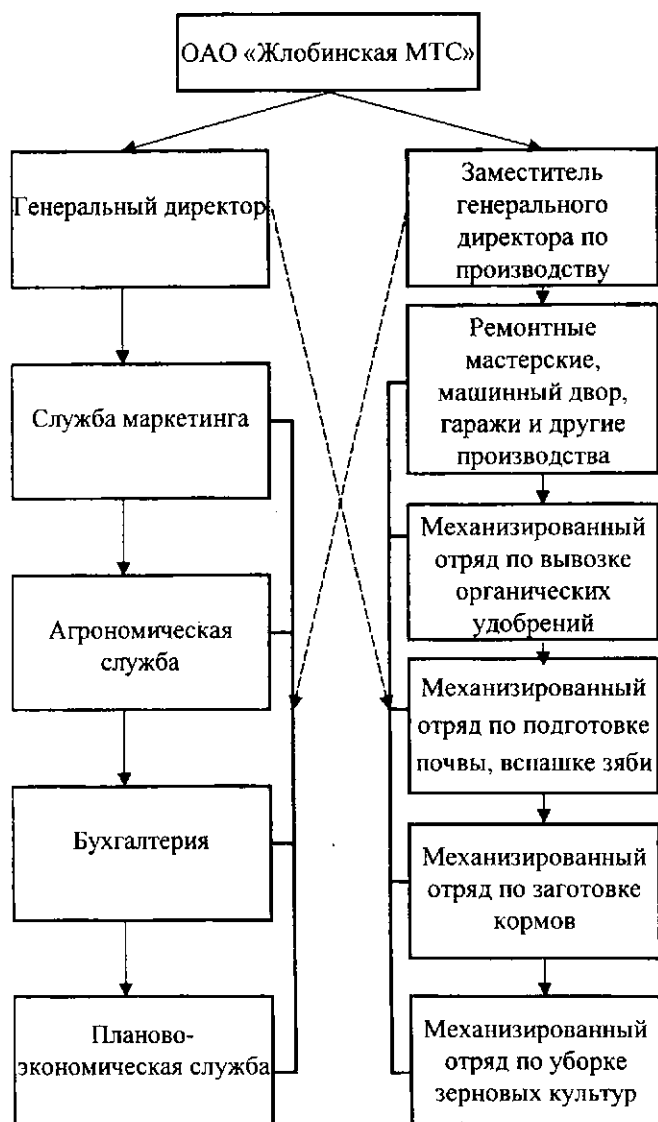 ОАО «Жлобинская МТС»
Генеральный директор
Служба маркетинга
Агрономическая
служба
Бухгалтерия
Планово-
экономическая служба
Заместитель
генерального
директора по
производству
Ремонтные
мастерские,
машинный двор,
гаражи и другие
производства
Механизированный
отряд по вывозке
органических
удобрений
Механизированный
отряд по подготовке
почвы, вспашке зяби
Механизированный
отряд по заготовке
кормов
Механизированный
отряд по уборке
зерновых культур